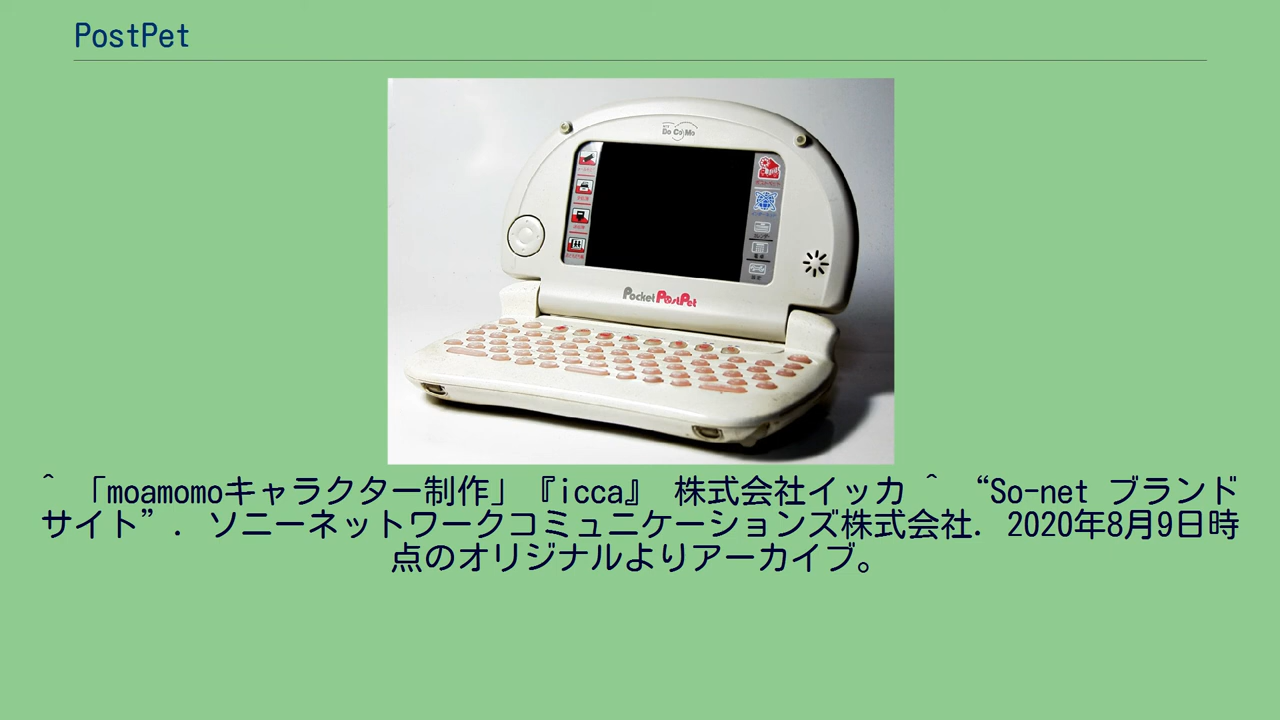 PostPet
DoCoMo
Pocket PostPet
^ 「moamomoキャラクター制作」『icca』 株式会社イッカ ^ “So-net ブランド
サイト”. ソニーネットワークコミュニケーションズ株式会社. 2020年8月9日時
点のオリジナルよりアーカイブ。